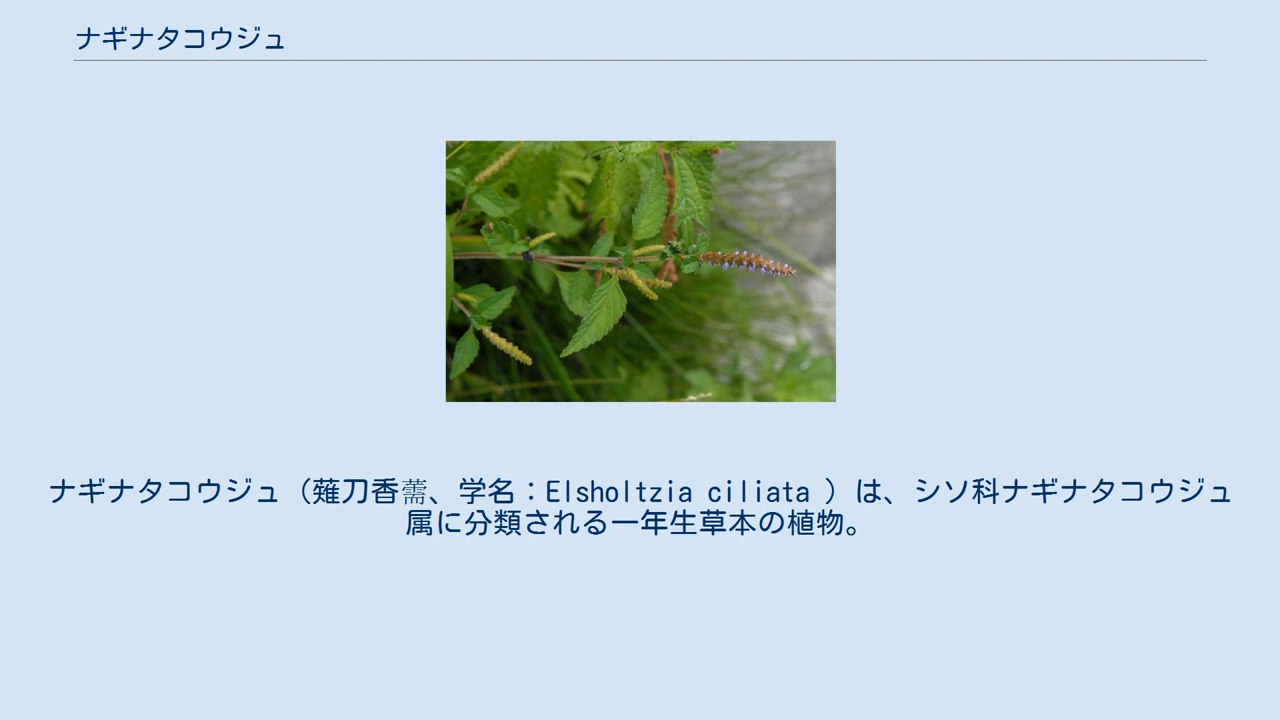 ナギナタコウジュ
ナギナタコウジュ（薙刀香薷、学名：Elsholtzia ciliata ）は、シソ科ナギナタコウジュ
属に分類される一年生草本の植物。